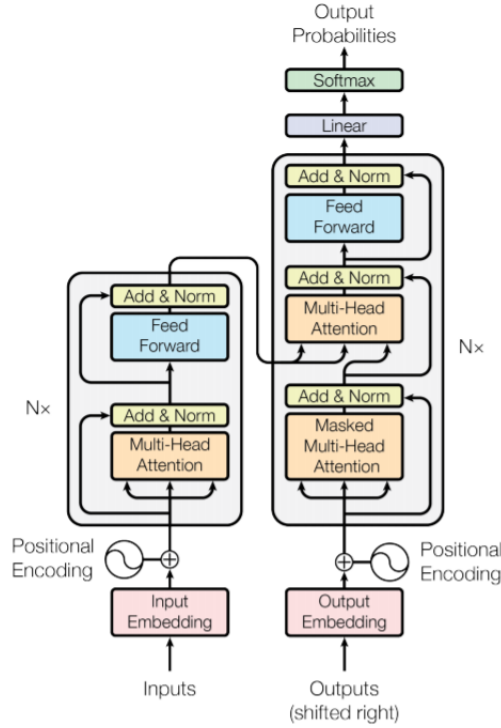 Output
Probabilities
Softmax
Linear
Add & Norm
Feed
Forward
Add & Norm
Multi-Head
Attention
Add & Norm
Masked
Multi-Head
Attention
Nx
Positional
Encoding
Output
Embedding
Outputs
(shifted right)
Add & Norm
Feed
Forward
Add & Norm
Multi-Head
Attention
Nx
Positional
Encoding
Input
Embedding
Inputs